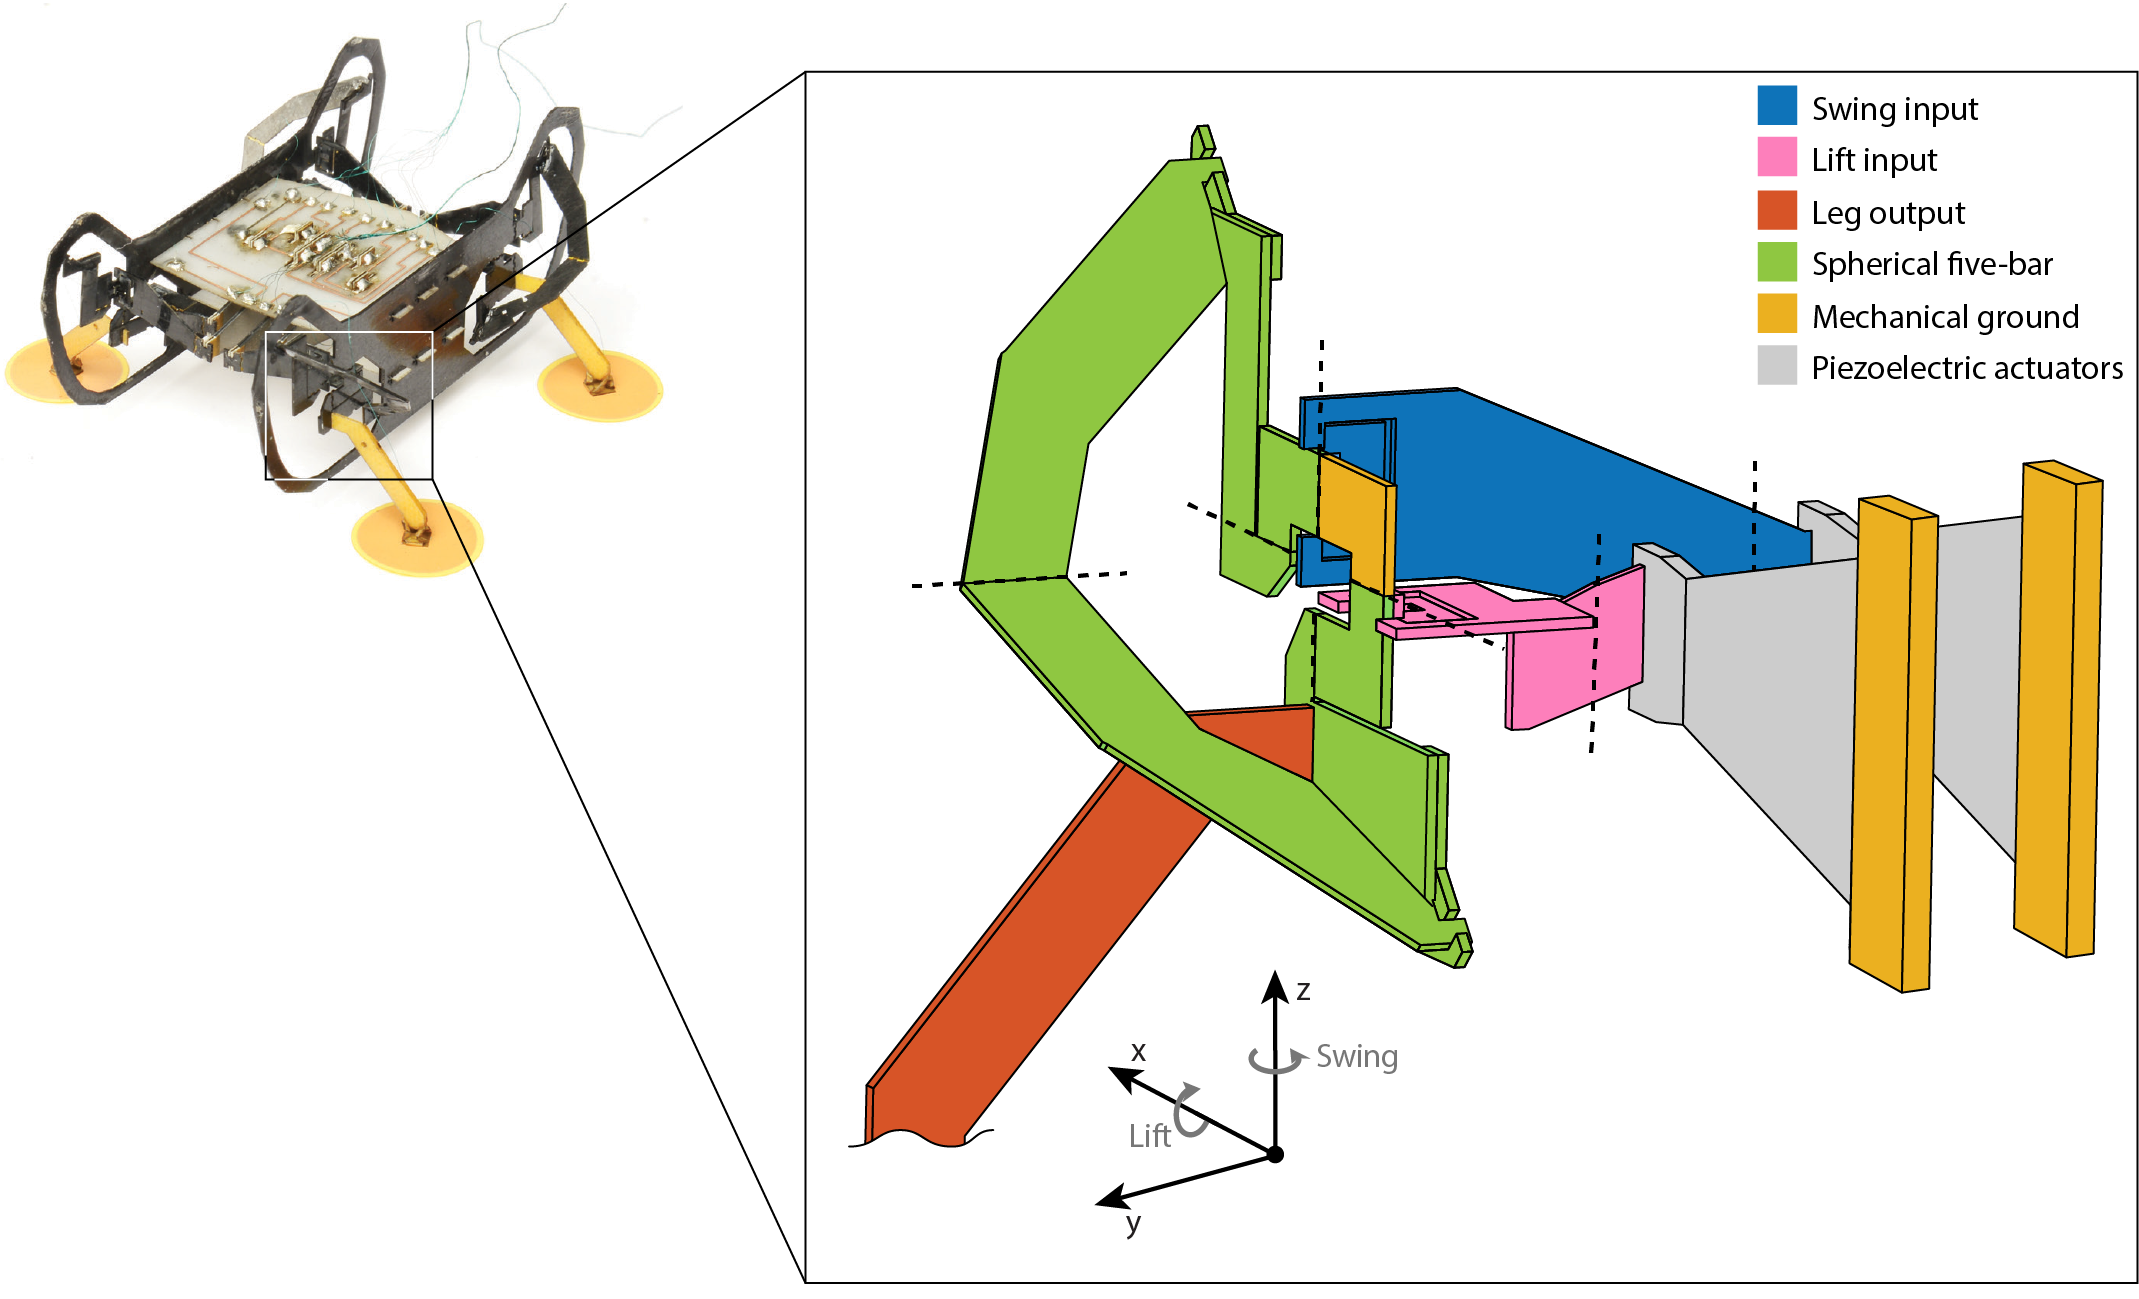 Swing input
Lift input
Leg output
Spherical five-bar
Mechanical ground
Piezoelectric actuators
z
x
Swing
Lift
y